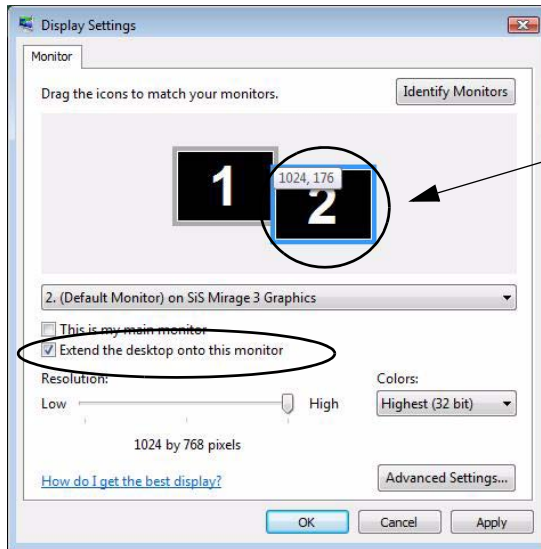 Display Settings
Monitor
Drag the icons to match your monitors.
Identify Monitors
1
1024, 176
2
2. (Default Monitor) on SiS Mirage 3 Graphics
This is my main monitor
Extend the desktop onto this monitor
Resolution:
Colors:
Low
High
Highest (32 bit)
1024 by 768 pixels
How do I get the best display?
Advanced Settings...
OK
Cancel
Apply